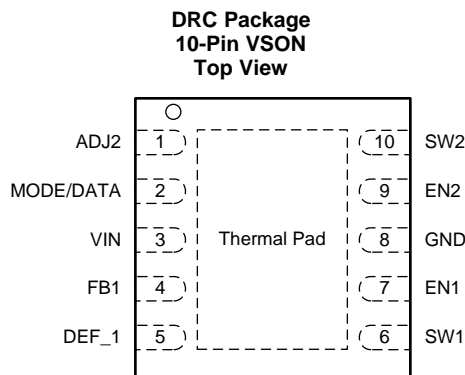 DRC Package
10-Pin VSON
Top View
ADJ2 1 10 SW2
MODE/DATA 2 9 EN2
VIN 3 Thermal Pad 8 GND
FB1 4 7 EN1
DEF_1 5 6 SW1